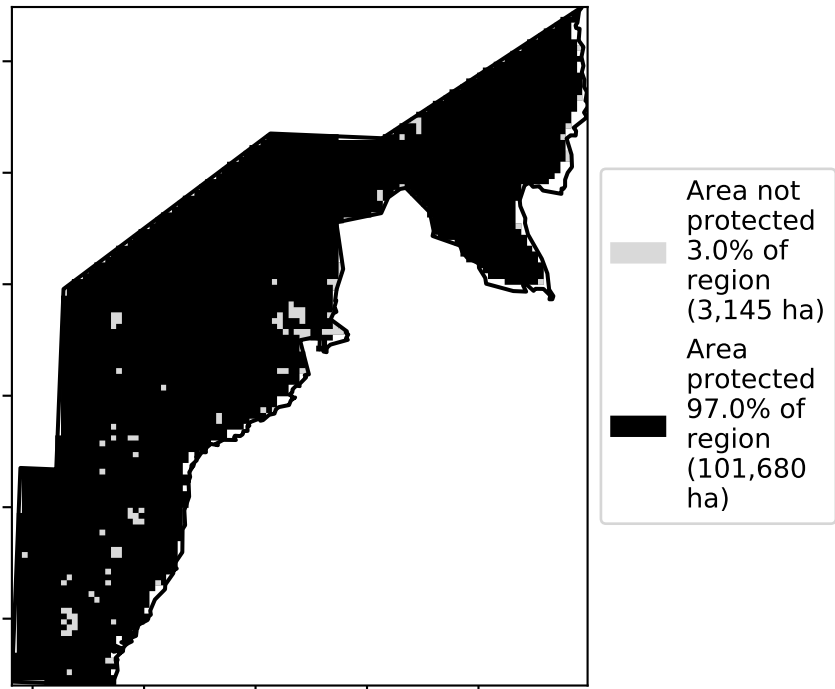 Area not
protected
3.0% of
region
(3,145 ha)
Area
protected
97.0% of
region
(101,680
ha)